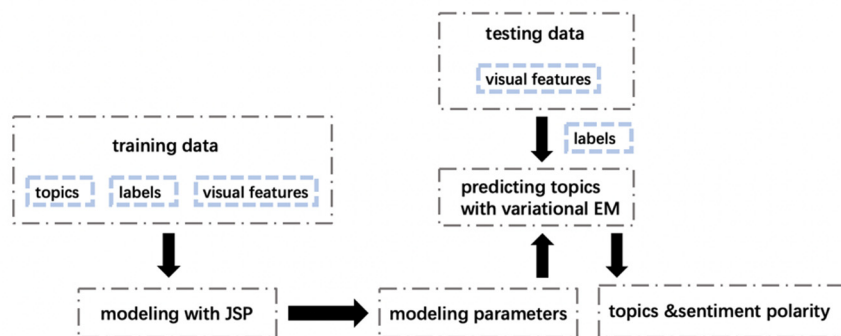 testing data
visual features
labels
training data
topics
labels
visual features
predicting topics
with variational EM
modeling with JSP
modeling parameters
topics &sentiment polarity